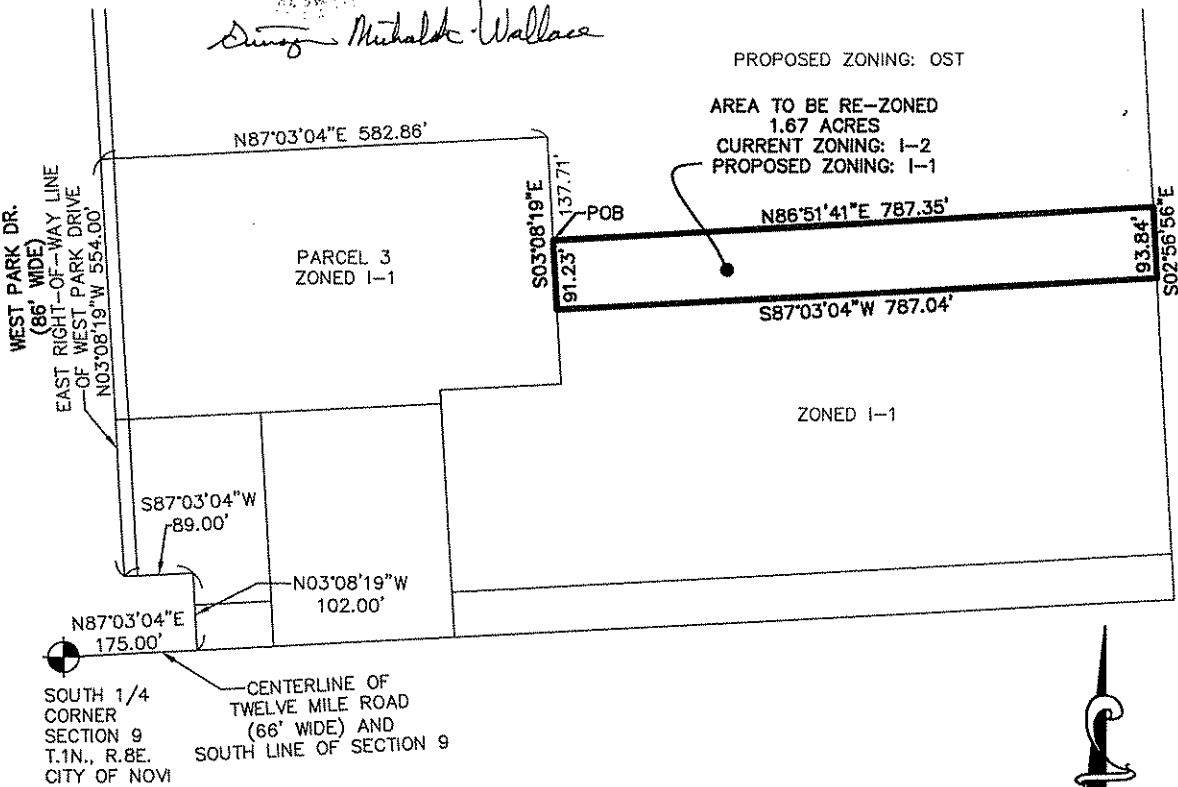 Michalak-Wallace
PROPOSED ZONING: OST
AREA TO BE RE-ZONED
1.67 ACRES
CURRENT ZONING: I-2
PROPOSED ZONING: I-1
N87°03'04"E 582.86'
WEST PARK DR.
(86' WIDE)
EAST RIGHT-OF-WAY LINE
OF WEST PARK DRIVE
N03°08'19"W 554.00'
S03°08'19"E
137.71'
POB
91.23'
N86°51'41"E 787.35'
93.84'
S02°56'56"E
PARCEL 3
ZONED I-1
S87°03'04"W 787.04'
ZONED I-1
S87°03'04"W
89.00'
N03°08'19"W
102.00'
N87°03'04"E
175.00'
SOUTH 1/4
CORNER
SECTION 9
T.1N., R.8E.
CITY OF NOVI
CENTERLINE OF
TWELVE MILE ROAD
(66' WIDE) AND
SOUTH LINE OF SECTION 9